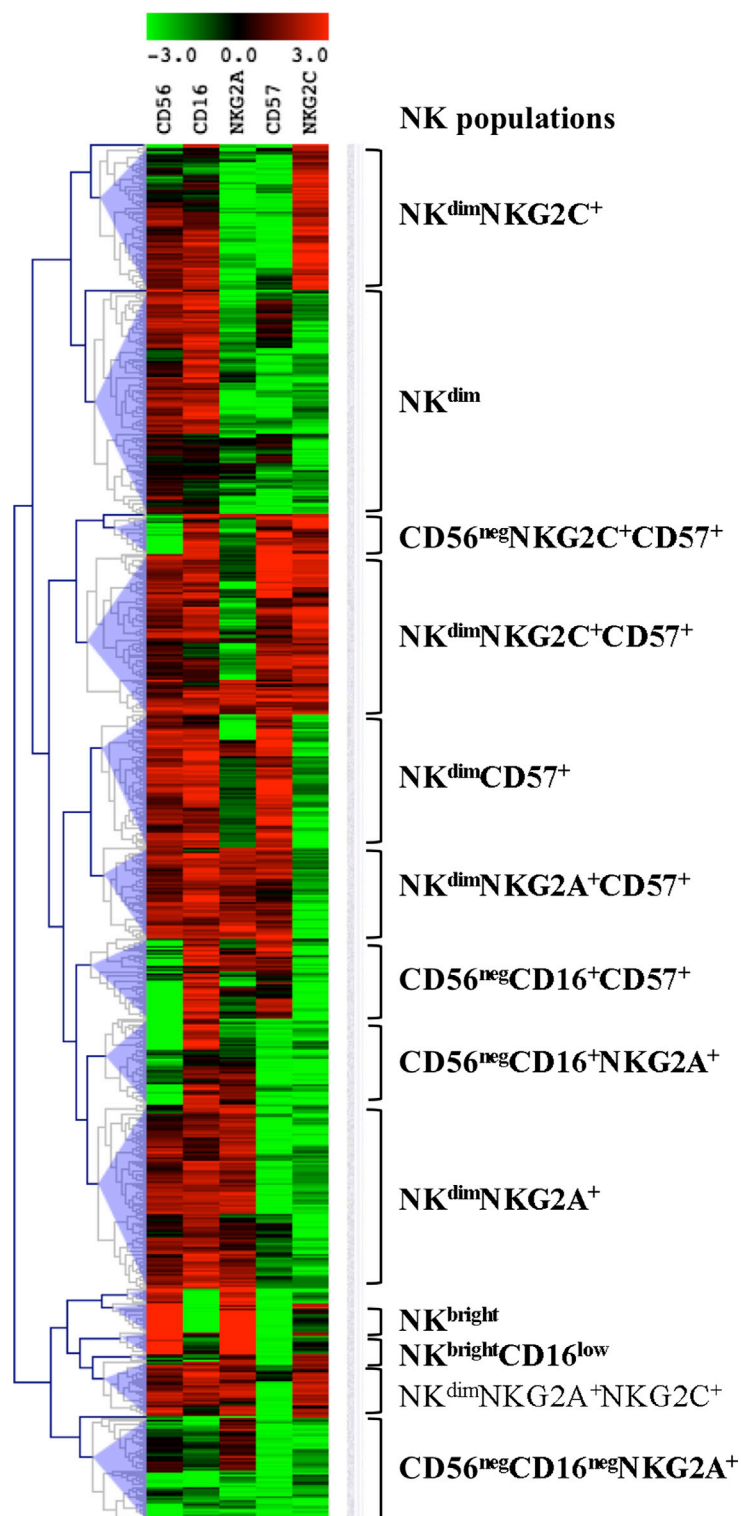 -3.0 0.0 3.0
CD56 CD16 NKG2A CD57 NKG2C
NK populations
NKᵈⁱᵐNKG2C⁺
NKᵈⁱᵐ
CD56ⁿᵉᵍNKG2C⁺CD57⁺
NKᵈⁱᵐNKG2C⁺CD57⁺
NKᵈⁱᵐCD57⁺
NKᵈⁱᵐNKG2A⁺CD57⁺
CD56ⁿᵉᵍCD16⁺CD57⁺
CD56ⁿᵉᵍCD16⁺NKG2A⁺
NKᵈⁱᵐNKG2A⁺
NKᵇʳⁱᵍʰᵗ
NKᵇʳⁱᵍʰᵗCD16ˡᵒʷ
NKᵈⁱᵐNKG2A⁺NKG2C⁺
CD56ⁿᵉᵍCD16ⁿᵉᵍNKG2A⁺